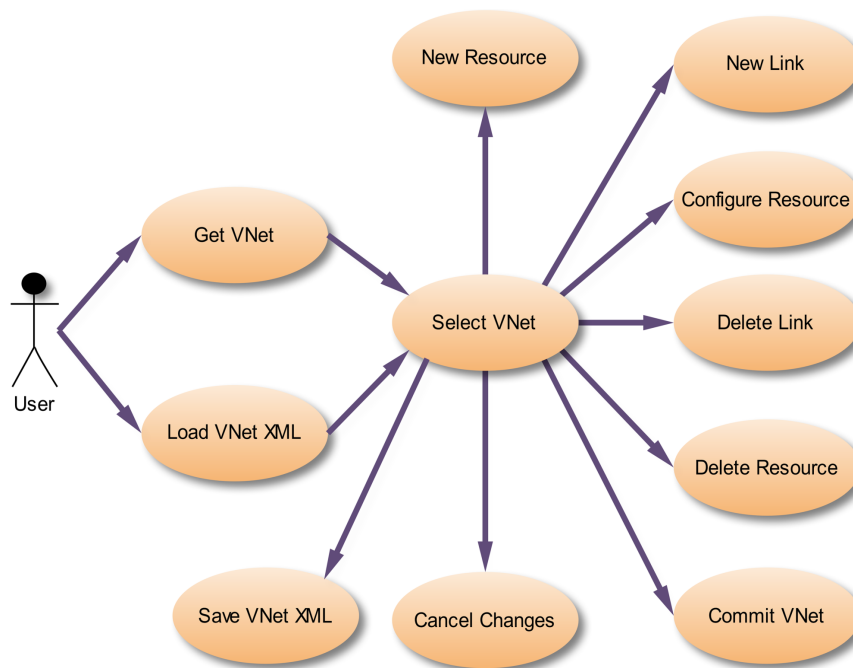 New Resource
New Link
Configure Resource
Get VNet
Select VNet
Delete Link
User
Load VNet XML
Delete Resource
Save VNet XML
Cancel Changes
Commit VNet